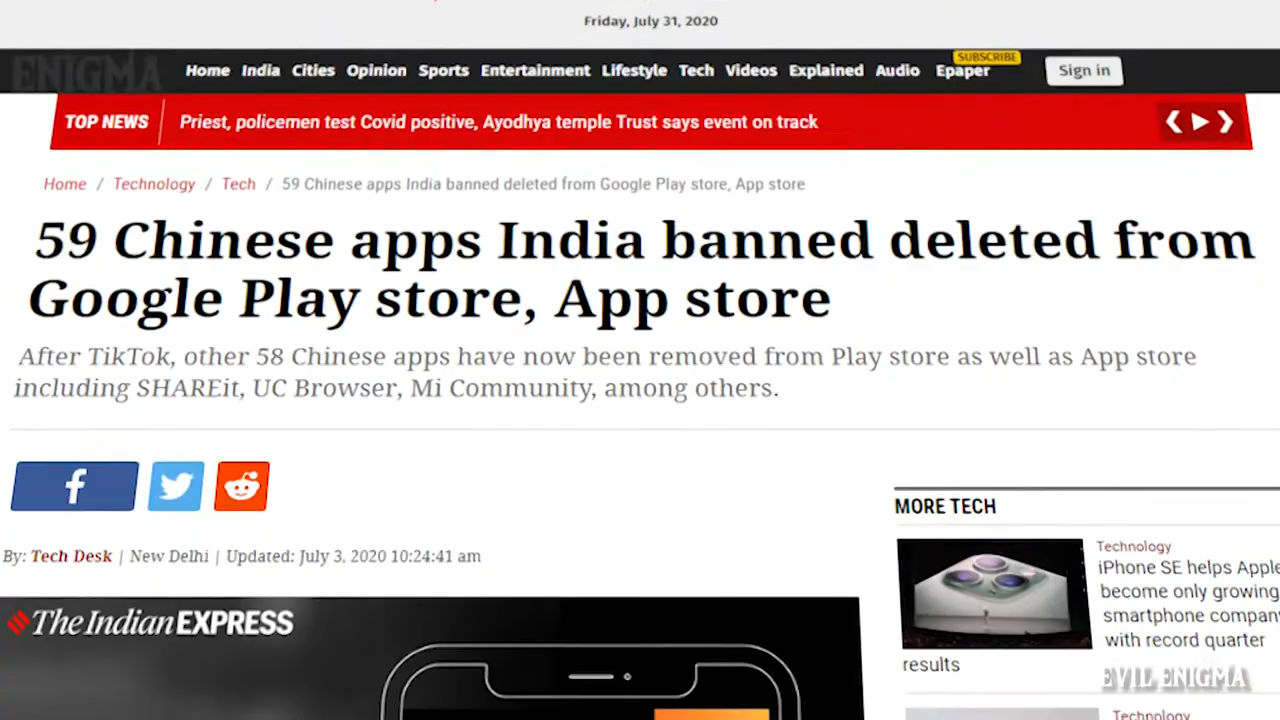 Friday, July 31, 2020
ENIGMA
Home India Cities Opinion Sports Entertainment Lifestyle Tech Videos Explained Audio Epaper SUBSCRIBE Sign in
TOP NEWS Priest, policemen test Covid positive, Ayodhya temple Trust says event on track
Home / Technology / Tech / 59 Chinese apps India banned deleted from Google Play store, App store
59 Chinese apps India banned deleted from
Google Play store, App store
After TikTok, other 58 Chinese apps have now been removed from Play store as well as App store
including SHAREit, UC Browser, Mi Community, among others.
By: Tech Desk | New Delhi | Updated: July 3, 2020 10:24:41 am
The Indian EXPRESS
MORE TECH
Technology
iPhone SE helps Apple
become only growing
smartphone company
with record quarter
results
EVIL ENIGMA
Technology